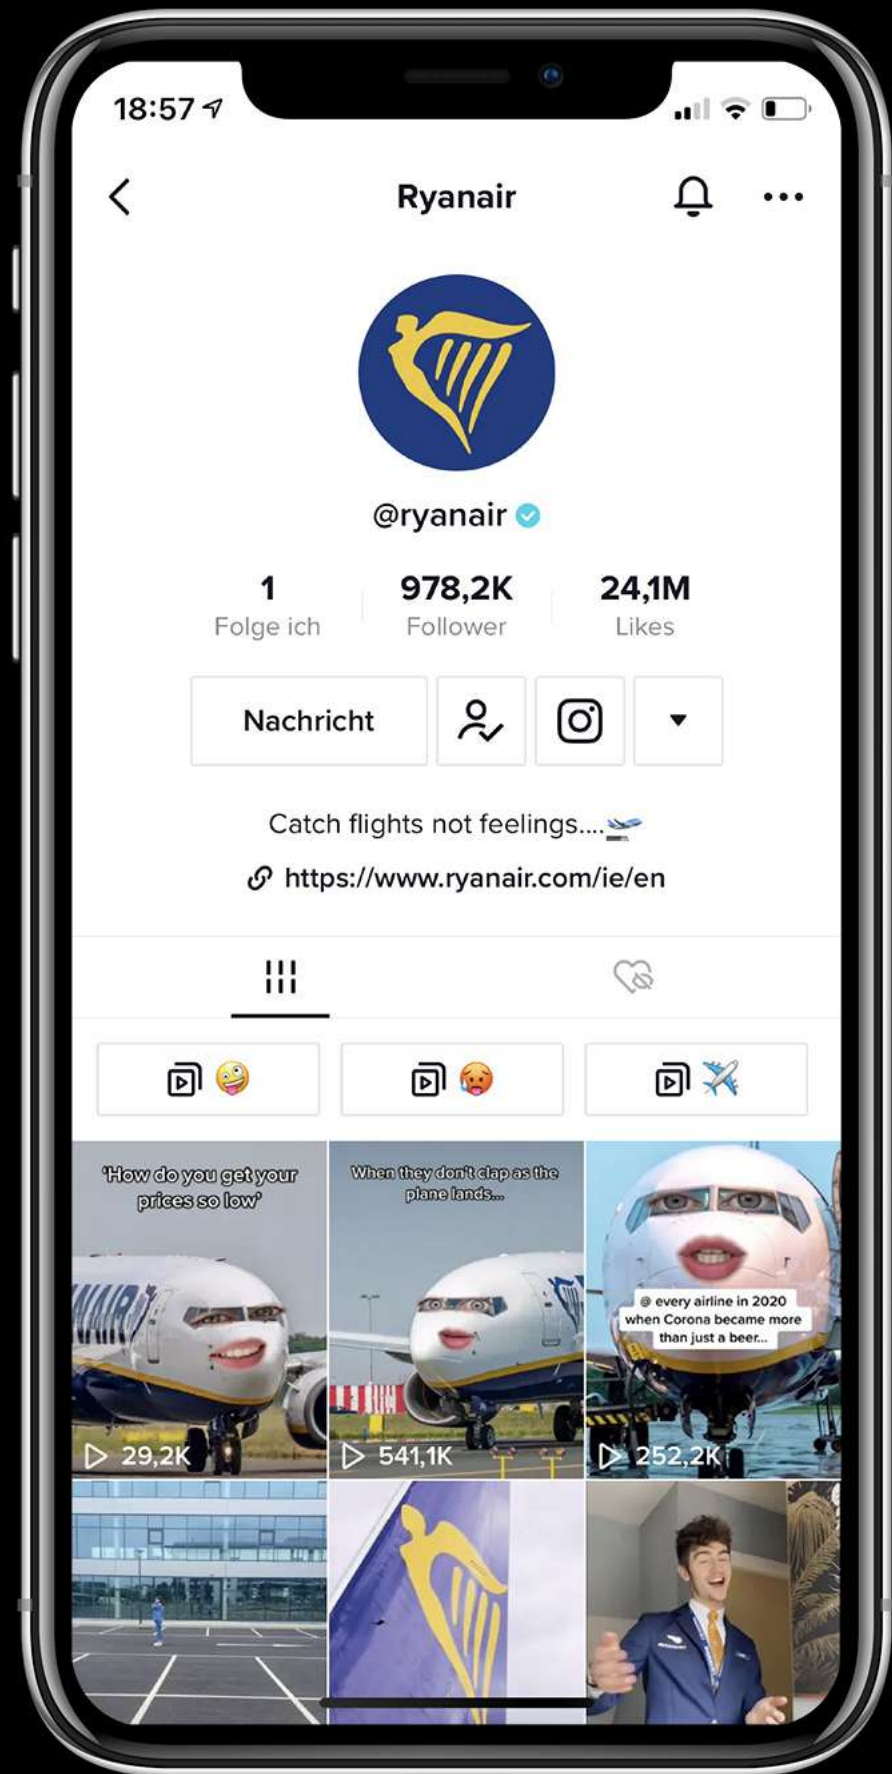 18:57
Ryanair
@ryanair
1
Folge ich
978,2K
Follower
24,1M
Likes
Nachricht
Catch flights not feelings....
https://www.ryanair.com/ie/en
'How do you get your
prices so low'
29,2K
When they don't clap as the
plane lands...
541,1K
@ every airline in 2020
when Corona became more
than just a beer...
252,2K